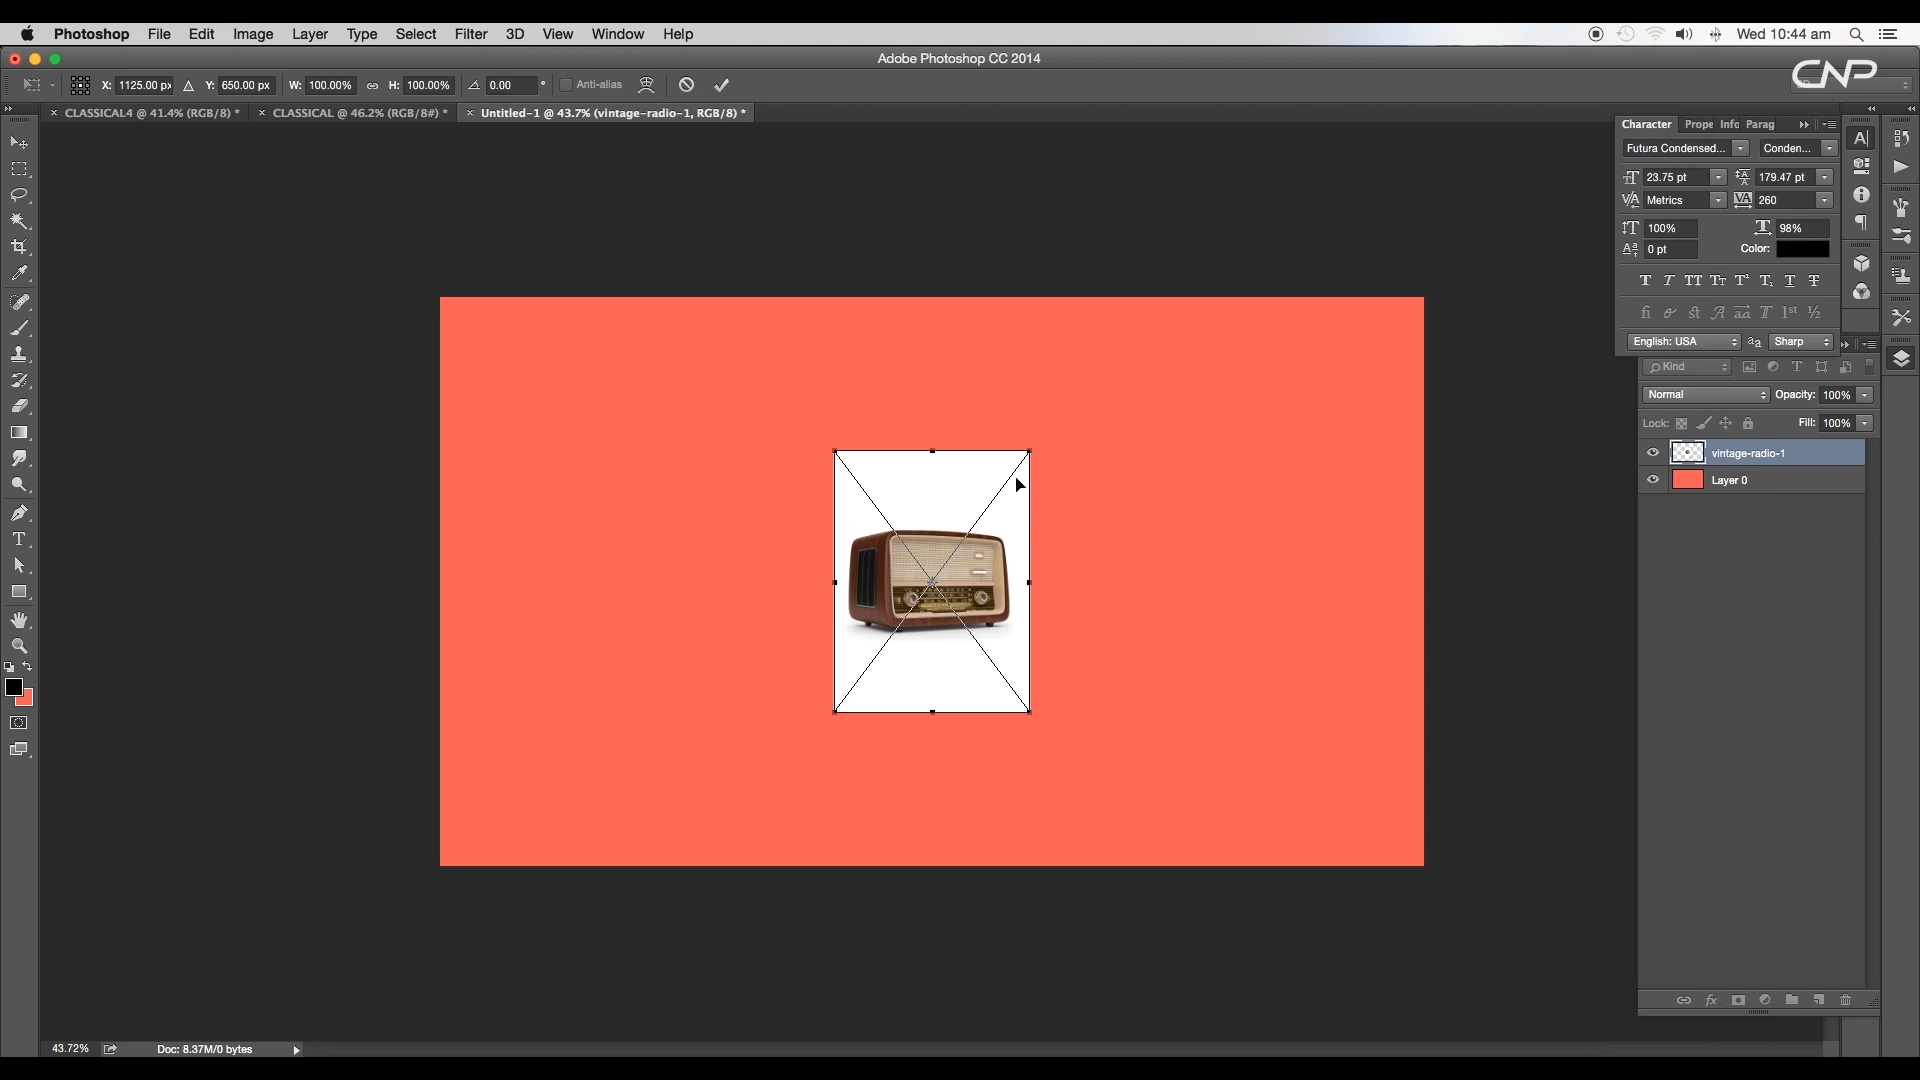 Photoshop File Edit Image Layer Type Select Filter 3D View Window Help Wed 10:44 am
Adobe Photoshop CC 2014
X: 1125.00 px Y: 650.00 px W: 100.00% H: 100.00% 0.00 ° Anti-alias
CNP
CLASSICAL4 @ 41.4% (RGB/8) * CLASSICAL @ 46.2% (RGB/8#) * Untitled-1 @ 43.7% (vintage-radio-1, RGB/8) *
Character Prope Info Parag
Futura Condensed... Conden...
23.75 pt 179.47 pt
Metrics 260
100% 98%
0 pt Color:
English: USA Sharp
Kind
Normal Opacity: 100%
Lock: Fill: 100%
vintage-radio-1
Layer 0
43.72% Doc: 8.37M/0 bytes